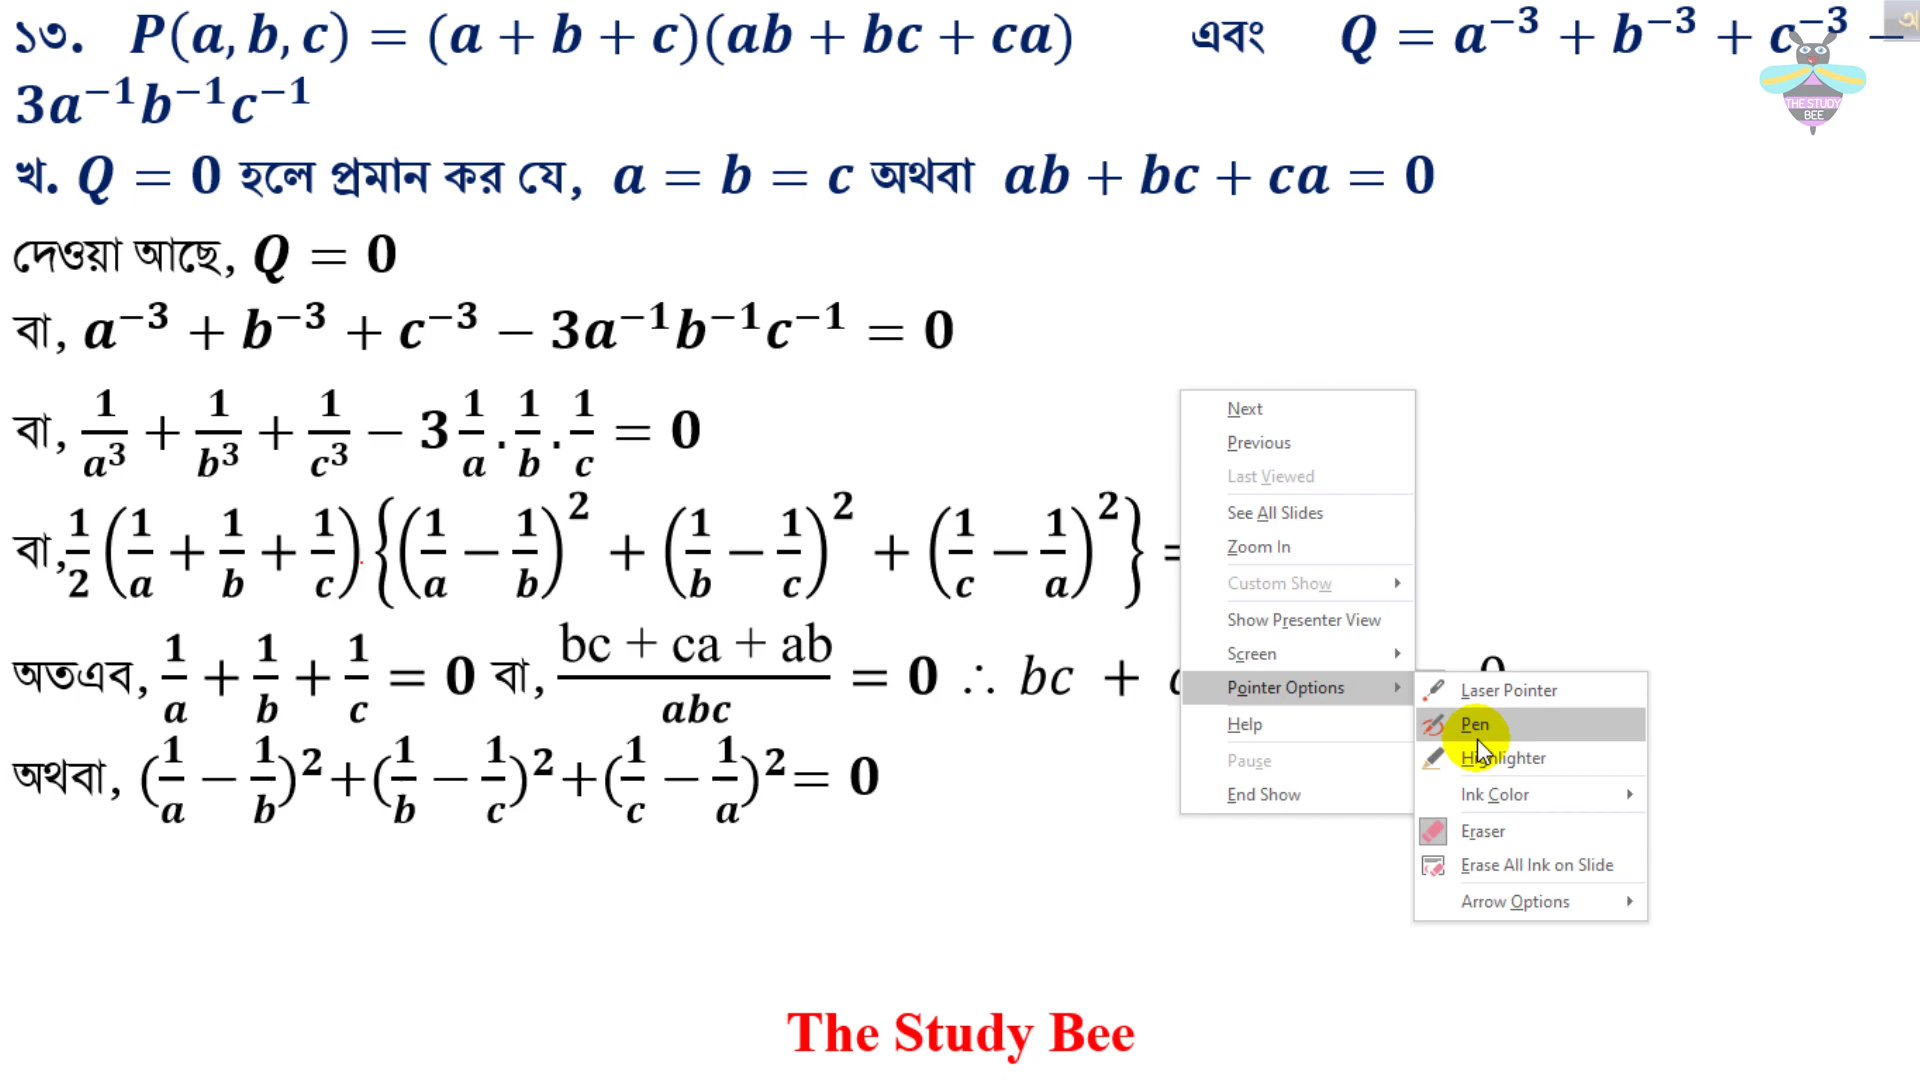 ১৩. P(a, b, c) = (a + b + c)(ab + bc + ca) এবং Q = a⁻³ + b⁻³ + c⁻³ −
3a⁻¹b⁻¹c⁻¹
THE STUDY
BEE
খ. Q = 0 হলে প্রমান কর যে, a = b = c অথবা ab + bc + ca = 0
দেওয়া আছে, Q = 0
বা, a⁻³ + b⁻³ + c⁻³ − 3a⁻¹b⁻¹c⁻¹ = 0
বা, 1/a³ + 1/b³ + 1/c³ − 3 1/a . 1/b . 1/c = 0
বা, 1/2 (1/a + 1/b + 1/c) {(1/a − 1/b)² + (1/b − 1/c)² + (1/c − 1/a)²} =
অতএব, 1/a + 1/b + 1/c = 0 বা, (bc + ca + ab)/abc = 0 ∴ bc +
অথবা, (1/a − 1/b)²+(1/b − 1/c)²+(1/c − 1/a)²= 0
Next
Previous
Last Viewed
See All Slides
Zoom In
Custom Show
Show Presenter View
Screen
Pointer Options
Help
Pause
End Show
Laser Pointer
Pen
Highlighter
Ink Color
Eraser
Erase All Ink on Slide
Arrow Options
The Study Bee